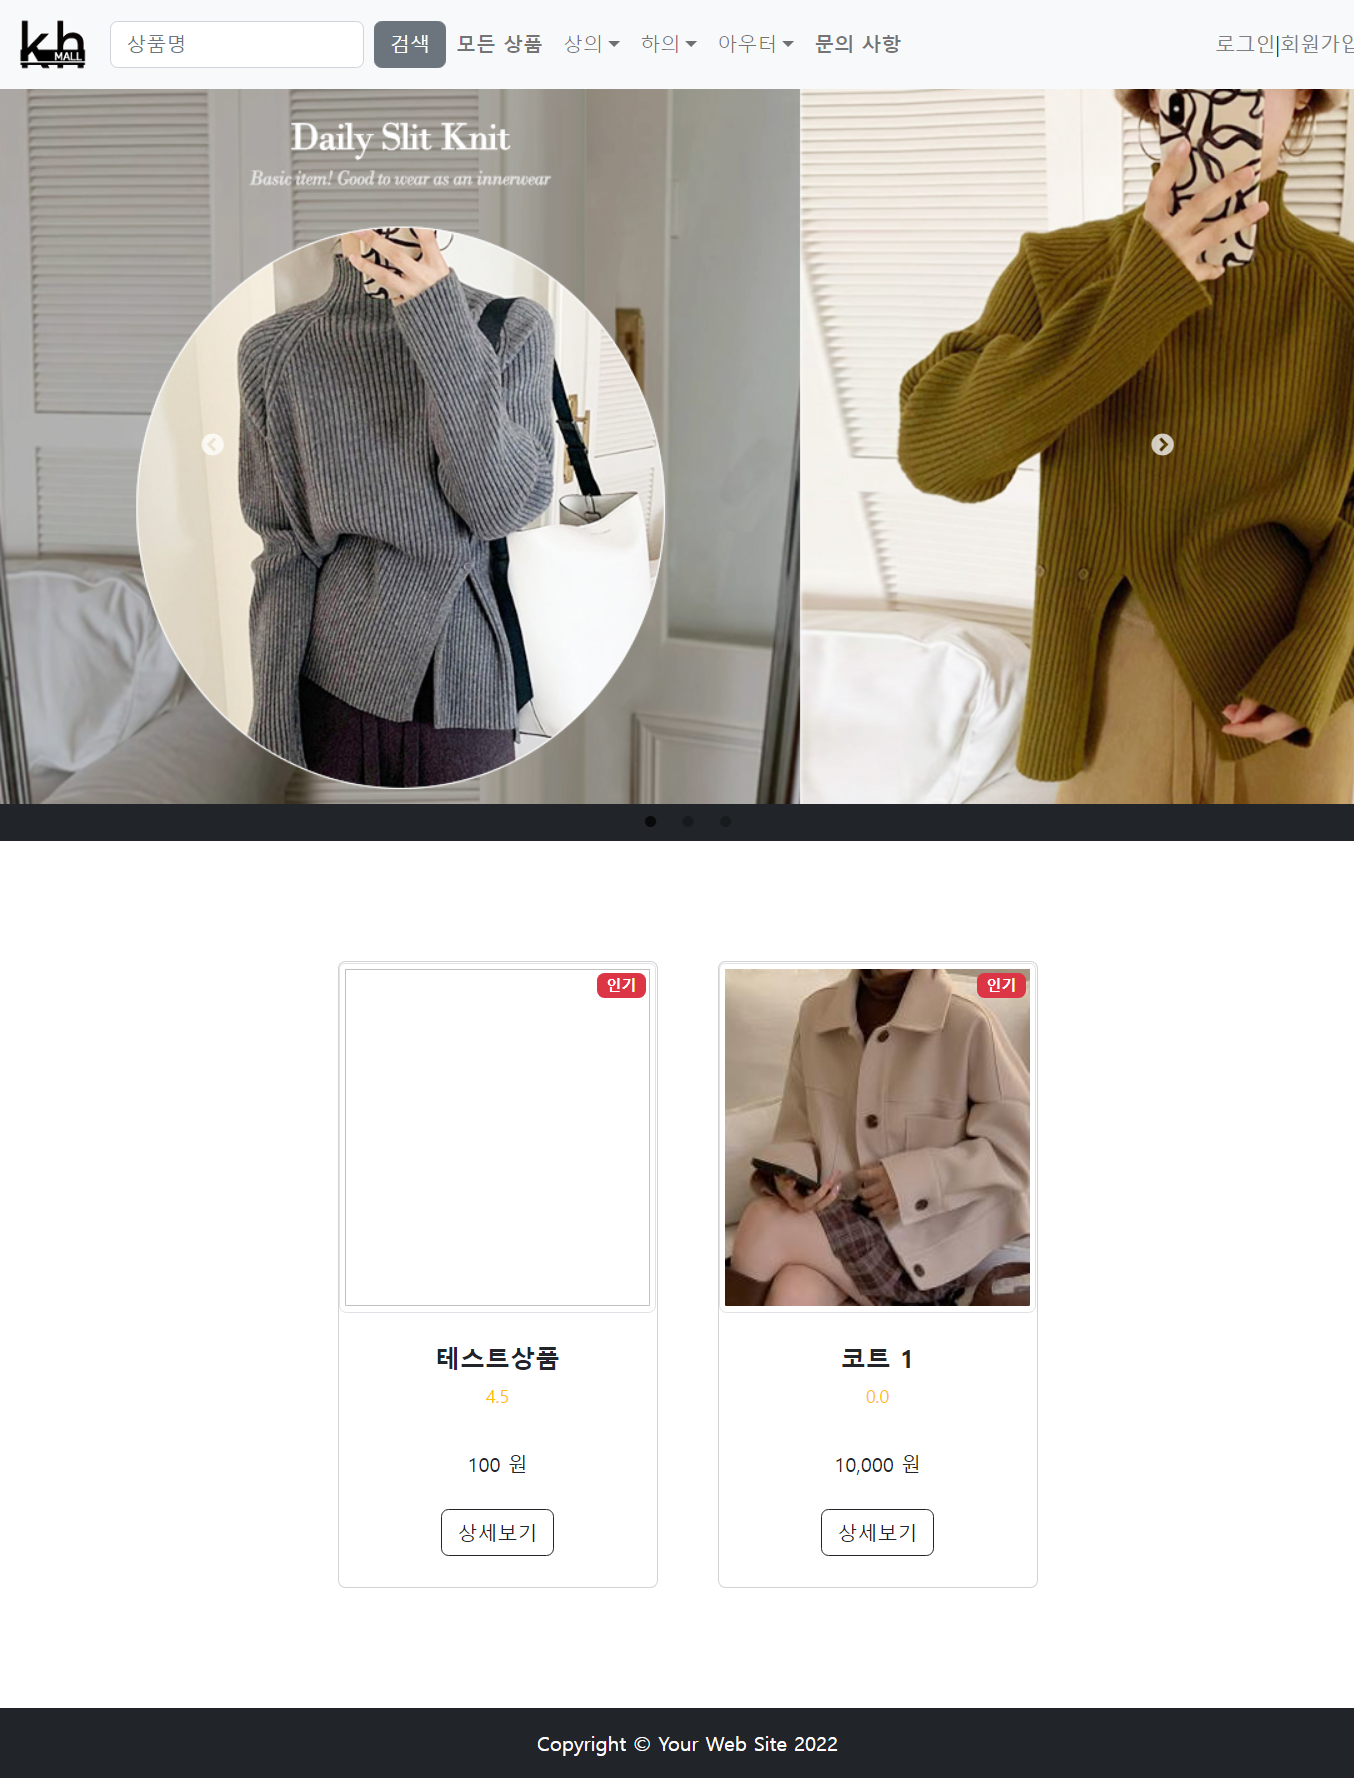 kh
MALL
상품명
검색
모든 상품
상의
하의
아우터
문의 사항
로그인|회원가입
Daily Slit Knit
Basic item! Good to wear as an innerwear
인기
인기
테스트상품
4.5
100 원
상세보기
코트 1
0.0
10,000 원
상세보기
Copyright © Your Web Site 2022